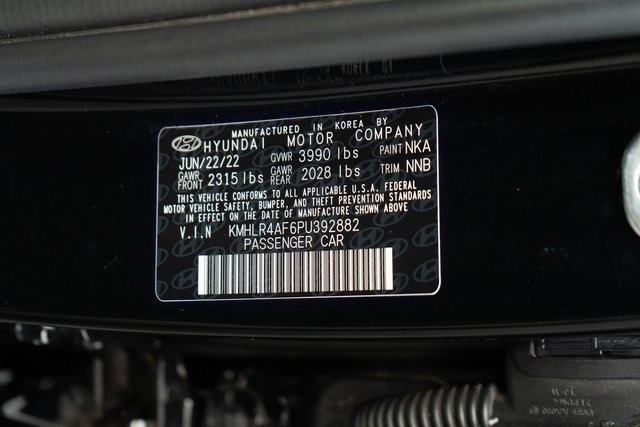 MANUFACTURED IN KOREA BY
HYUNDAI MOTOR COMPANY
JUN/22/22 GVWR 3990 lbs PAINT NKA
GAWR FRONT 2315 lbs GAWR REAR 2028 lbs TRIM NNB
THIS VEHICLE CONFORMS TO ALL APPLICABLE U.S.A. FEDERAL
MOTOR VEHICLE SAFETY, BUMPER, AND THEFT PREVENTION STANDARDS
IN EFFECT ON THE DATE OF MANUFACTURE SHOWN ABOVE
V.I.N KMHLR4AF6PU392882
PASSENGER CAR